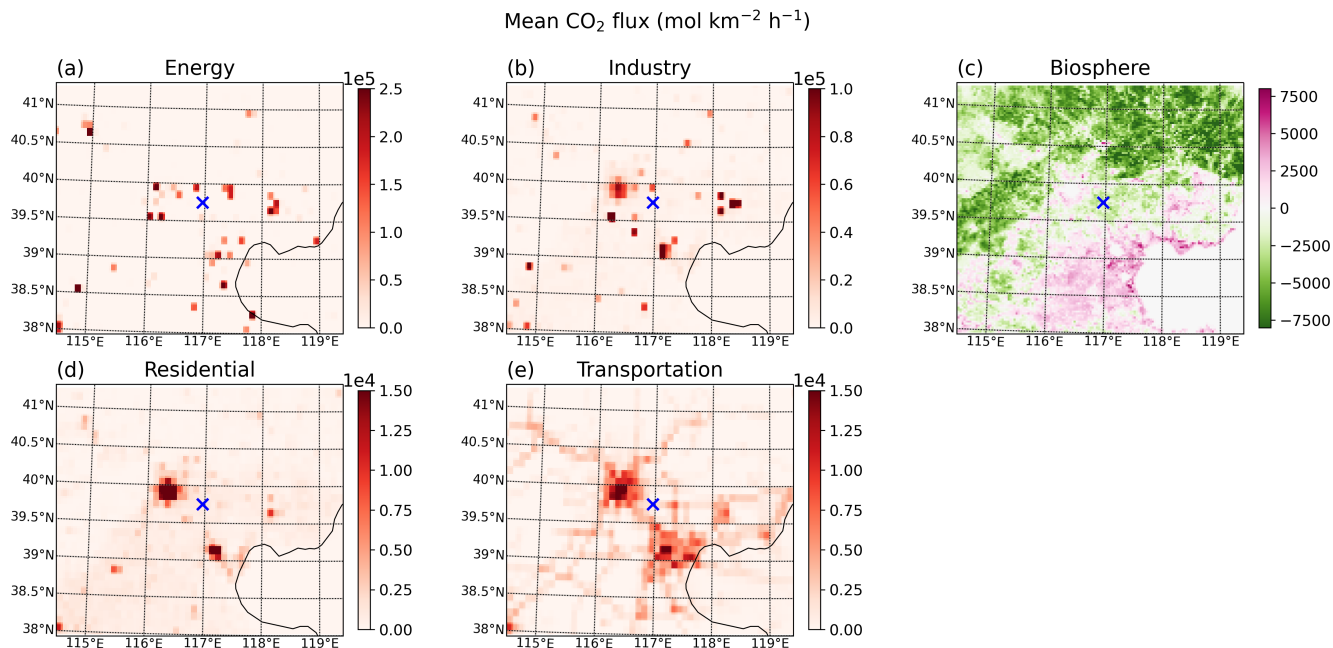 Mean CO₂ flux (mol km⁻² h⁻¹)
(a) Energy
1e5
41°N
40.5°N
40°N
39.5°N
39°N
38.5°N
38°N
115°E 116°E 117°E 118°E 119°E
2.5
2.0
1.5
1.0
0.5
0.0
(b) Industry
1e5
41°N
40.5°N
40°N
39.5°N
39°N
38.5°N
38°N
115°E 116°E 117°E 118°E 119°E
1.0
0.8
0.6
0.4
0.2
0.0
(c) Biosphere
41°N
40.5°N
40°N
39.5°N
39°N
38.5°N
38°N
115°E 116°E 117°E 118°E 119°E
7500
5000
2500
0
−2500
−5000
−7500
(d) Residential
1e4
41°N
40.5°N
40°N
39.5°N
39°N
38.5°N
38°N
115°E 116°E 117°E 118°E 119°E
1.50
1.25
1.00
0.75
0.50
0.25
0.00
(e) Transportation
1e4
41°N
40.5°N
40°N
39.5°N
39°N
38.5°N
38°N
115°E 116°E 117°E 118°E 119°E
1.50
1.25
1.00
0.75
0.50
0.25
0.00